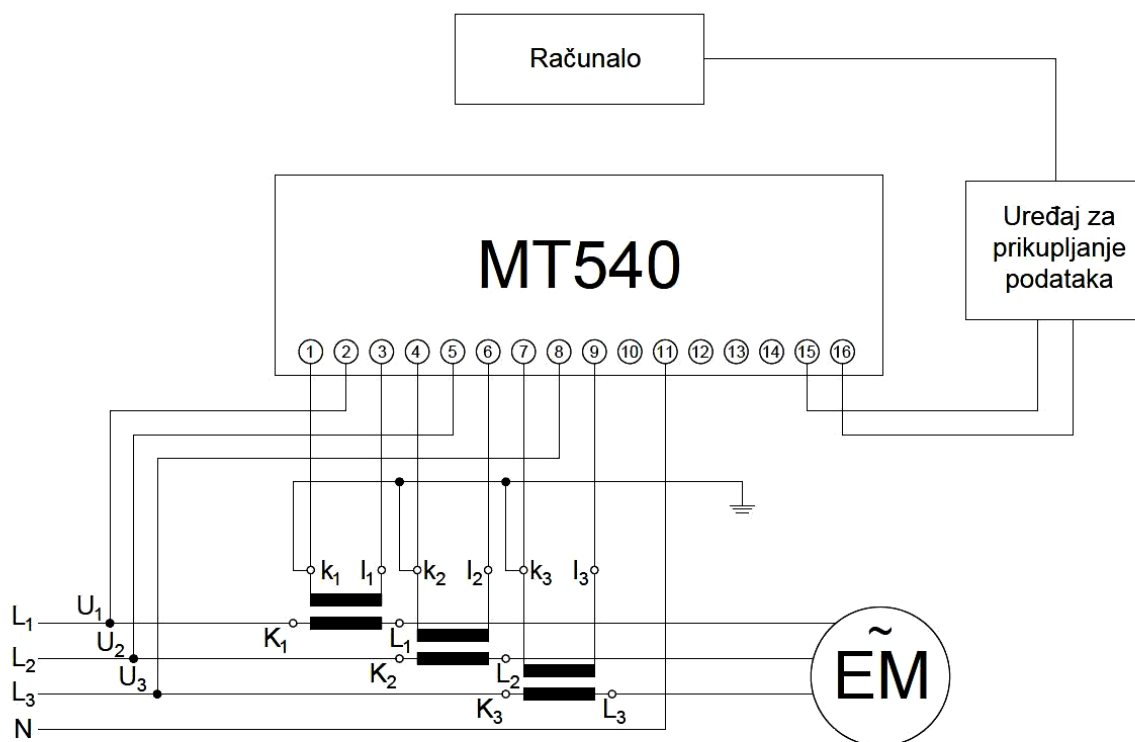 Računalo
Uređaj za
prikupljanje
podataka
MT540
1 2 3 4 5 6 7 8 9 10 11 12 13 14 15 16
k₁ l₁ k₂ l₂ k₃ l₃
L₁ U₁ K₁ L₁
L₂ U₂ K₂ L₂
L₃ U₃ K₃ L₃
N
~
EM